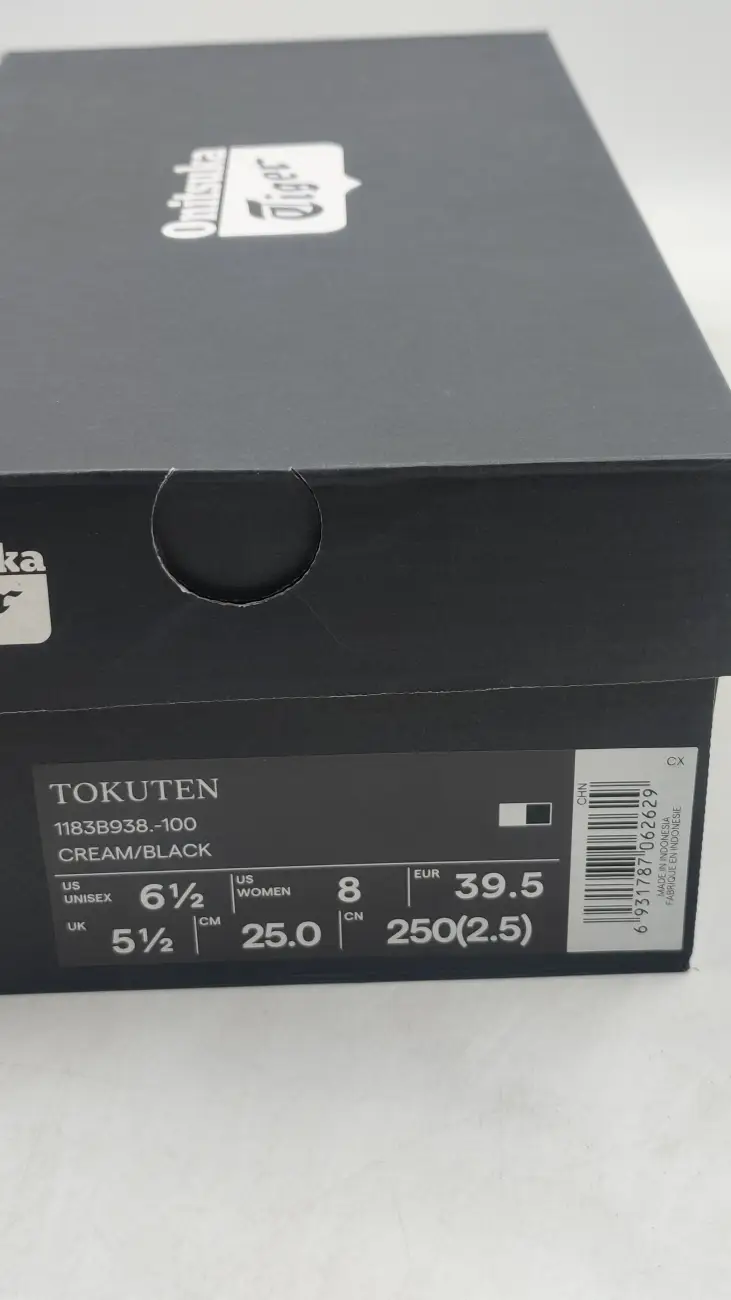 Onitsuka
Tiger
ka
TOKUTEN
1183B938.-100
CREAM/BLACK
US UNISEX 6½ US WOMEN 8 EUR 39.5
UK 5½ CM 25.0 CN 250(2.5)
CX
CHN
6 931787 062629
MADE IN INDONESIA
FABRIQUÉ EN INDONESIE